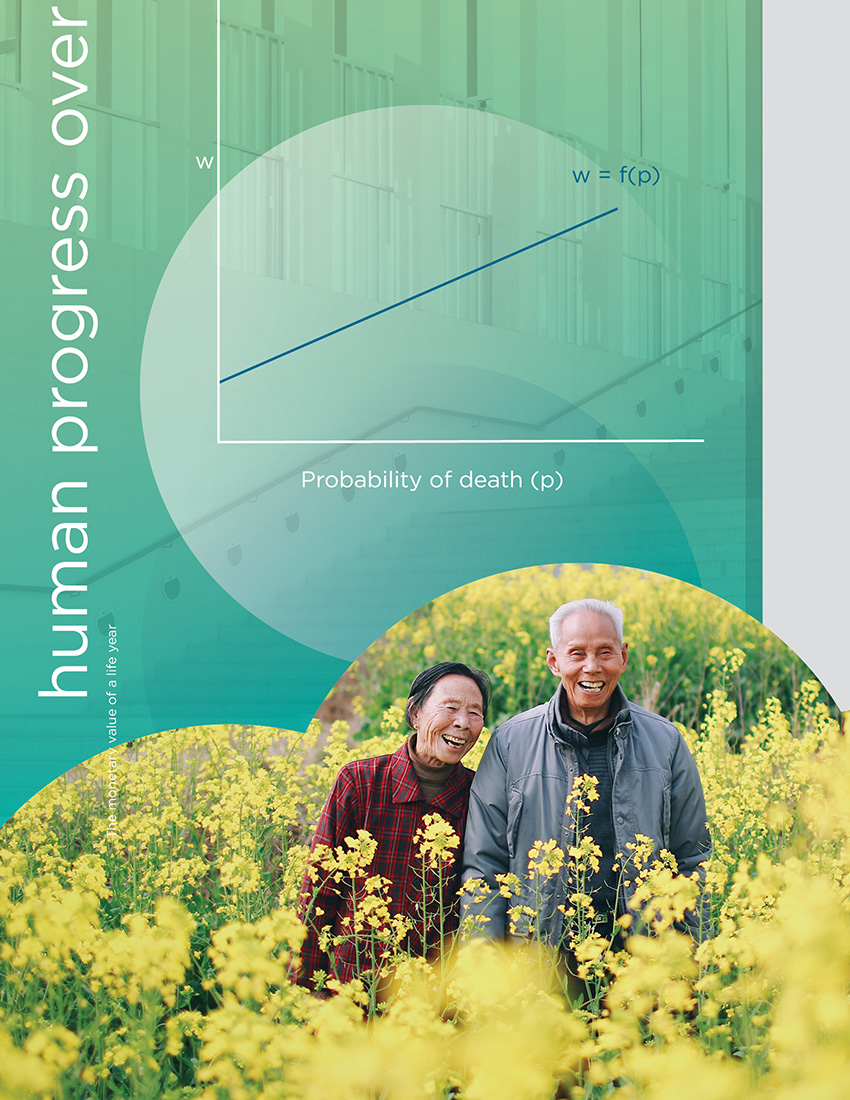 human progress over
The monetary value of a life year
w
w = f(p)
Probability of death (p)